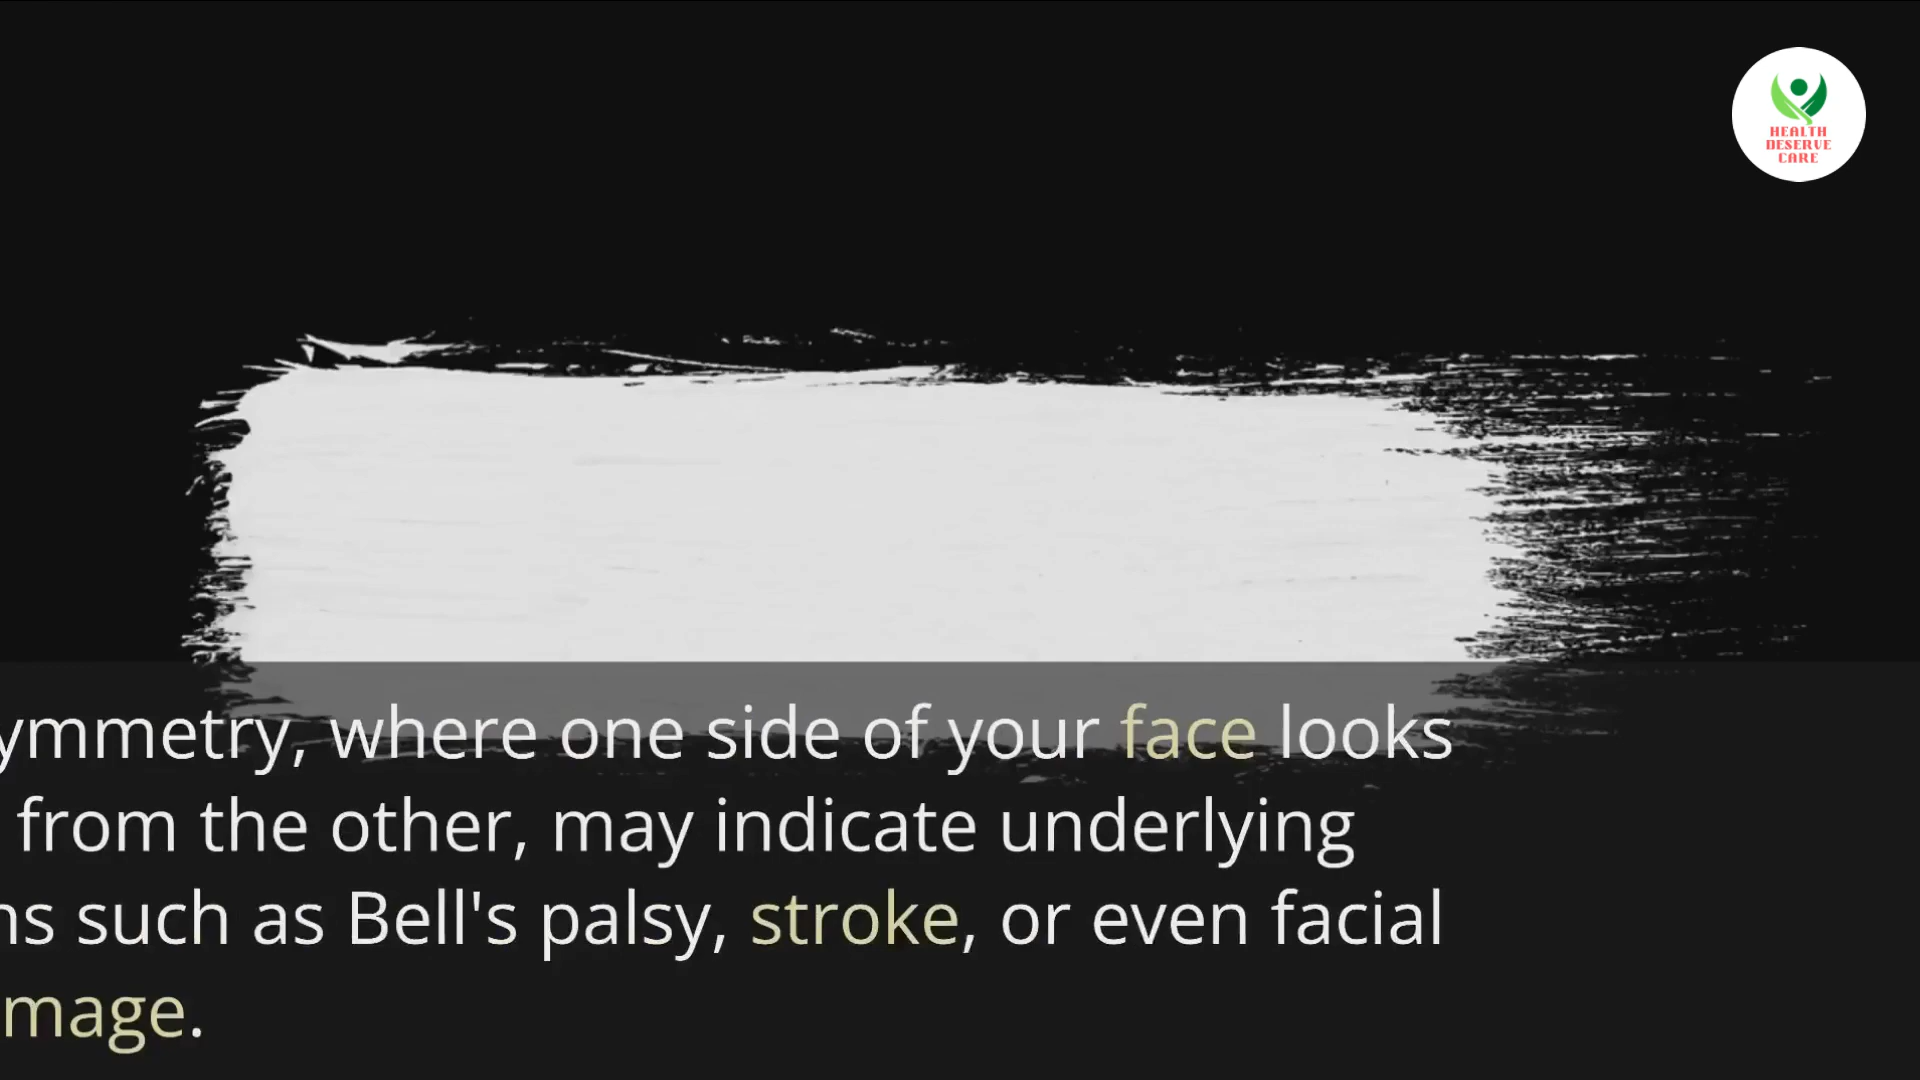 HEALTH
DESERVE
CARE
ymmetry, where one side of your face looks
from the other, may indicate underlying
ns such as Bell's palsy, stroke, or even facial
mage.